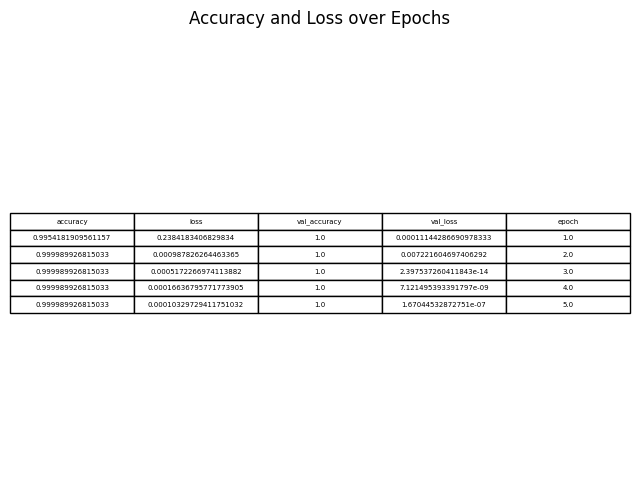 Accuracy and Loss over Epochs
accuracy loss val_accuracy val_loss epoch
0.9954181909561157 0.2384183406829834 1.0 0.00011144286690978333 1.0
0.999989926815033 0.000987826264463365 1.0 0.007221604697406292 2.0
0.999989926815033 0.0005172266974113882 1.0 2.397537260411843e-14 3.0
0.999989926815033 0.00016636795771773905 1.0 7.121495393391797e-09 4.0
0.999989926815033 0.00010329729411751032 1.0 1.67044532872751e-07 5.0